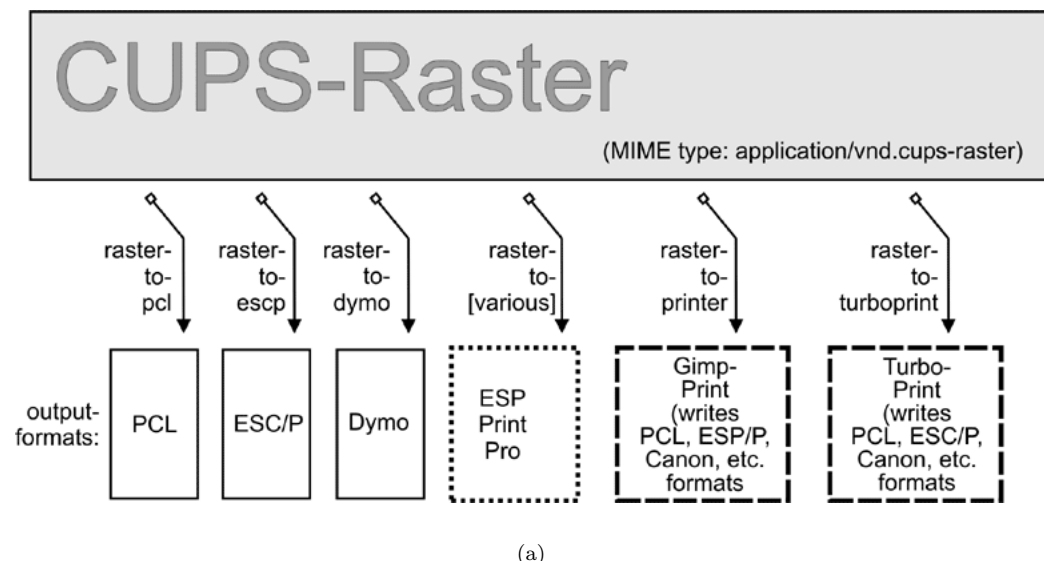 CUPS-Raster
(MIME type: application/vnd.cups-raster)
raster-
to-
pcl
raster-
to-
escp
raster-
to-
dymo
raster-
to-
[various]
raster-
to-
printer
raster-
to-
turboprint
output-
formats:
PCL
ESC/P
Dymo
ESP
Print
Pro
Gimp-
Print
(writes
PCL, ESP/P,
Canon, etc.
formats
Turbo-
Print
(writes
PCL, ESC/P,
Canon, etc.
formats
(a)